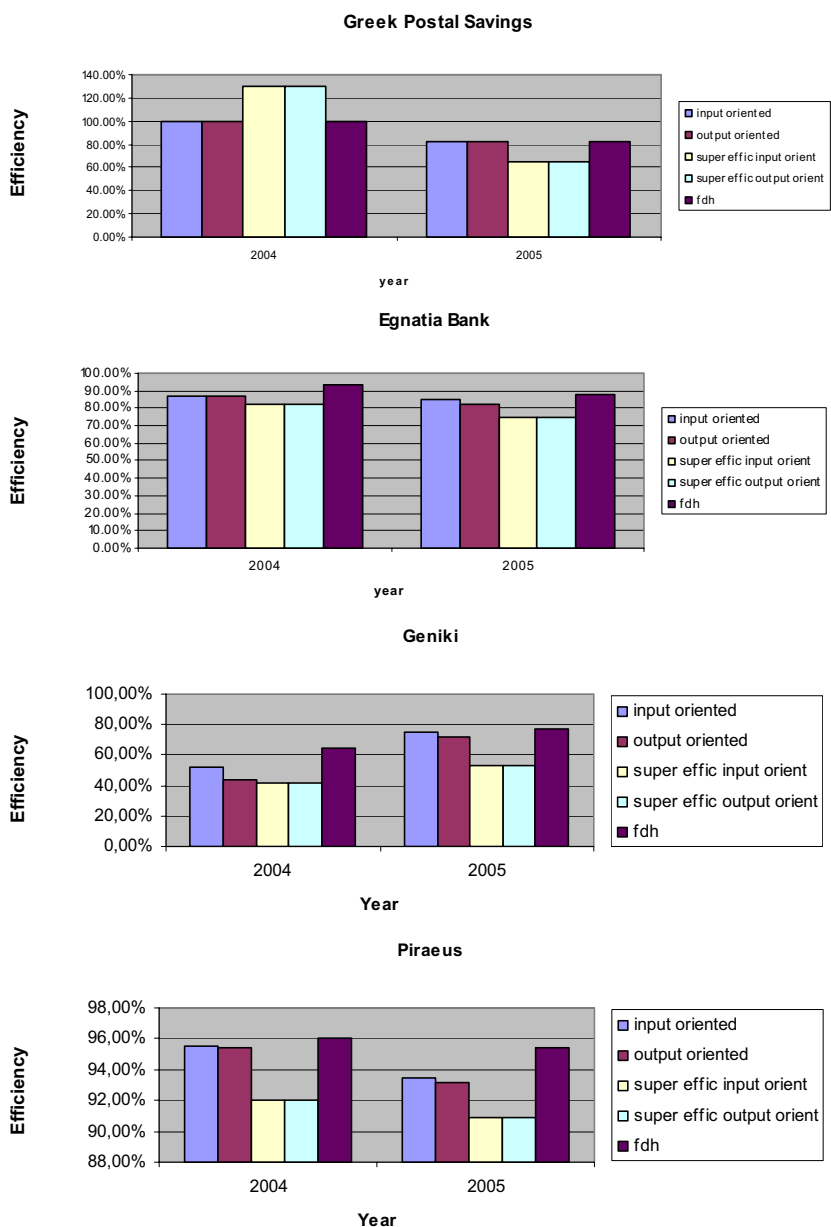 Greek Postal Savings
Efficiency
140.00%
120.00%
100.00%
80.00%
60.00%
40.00%
20.00%
0.00%
2004
2005
year
input oriented
output oriented
super effic input orient
super effic output orient
fdh
Egnatia Bank
Efficiency
100.00%
90.00%
80.00%
70.00%
60.00%
50.00%
40.00%
30.00%
20.00%
10.00%
0.00%
2004
2005
year
input oriented
output oriented
super effic input orient
super effic output orient
fdh
Geniki
Efficiency
100,00%
80,00%
60,00%
40,00%
20,00%
0,00%
2004
2005
Year
input oriented
output oriented
super effic input orient
super effic output orient
fdh
Piraeus
Efficiency
98,00%
96,00%
94,00%
92,00%
90,00%
88,00%
2004
2005
Year
input oriented
output oriented
super effic input orient
super effic output orient
fdh